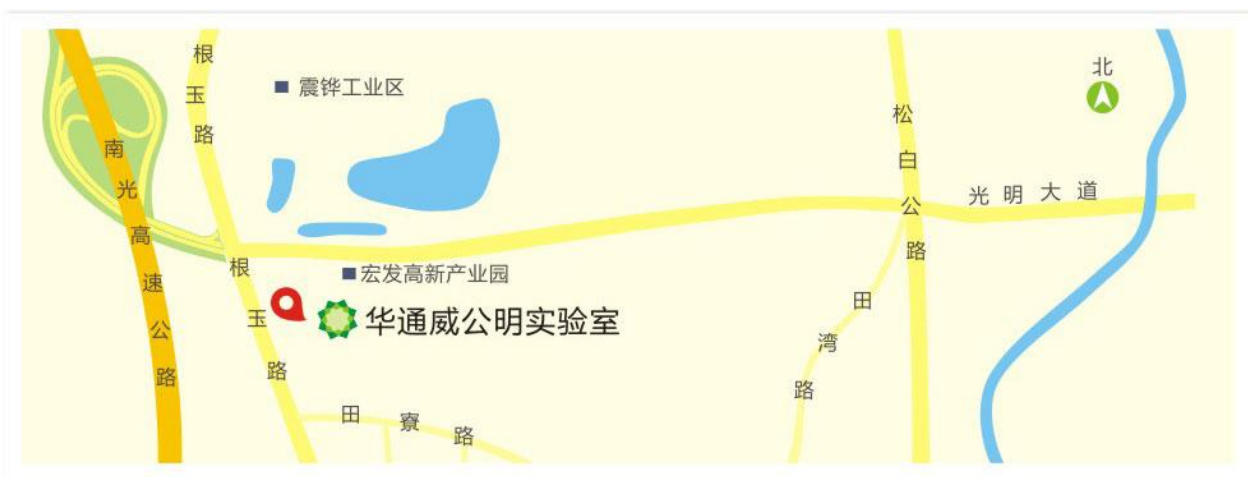 根玉路
震铧工业区
北
南光高速公路
松白公路
光明大道
根玉路
宏发高新产业园
华通威公明实验室
田湾路
田寮路